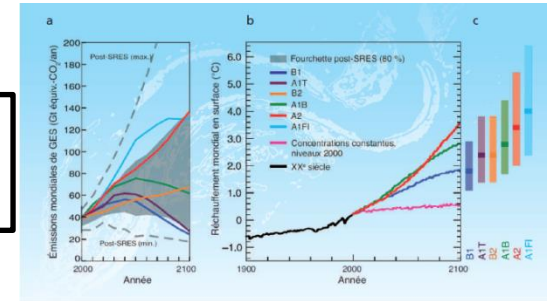 a
b
c
Émissions mondiales de GES (Gt équiv.-CO₂/an)
200
180
160
140
120
100
80
60
40
20
0
Post-SRES (max.)
Post-SRES (min.)
2000
2100
Année
Réchauffement mondial en surface (°C)
6.0
5.0
4.0
3.0
2.0
1.0
0
–1.0
Fourchette post-SRES (80 %)
B1
A1T
B2
A1B
A2
A1FI
Concentrations constantes,
niveaux 2000
XXᵉ siècle
1900
2000
2100
Année
B1
A1T
B2
A1B
A2
A1FI